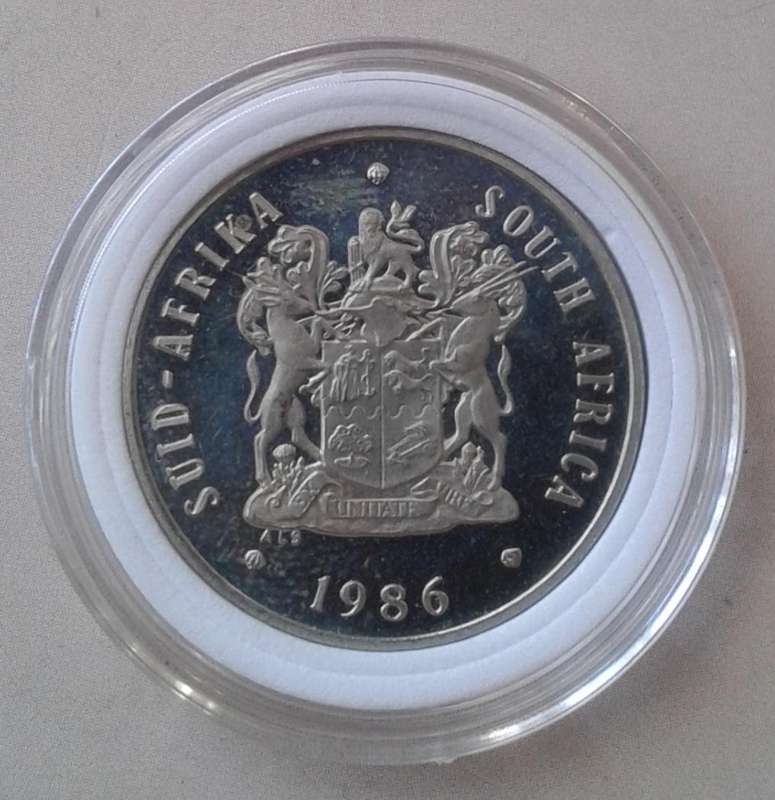 SUID-AFRIKA
SOUTH AFRICA
UNITATE
ALS
1986